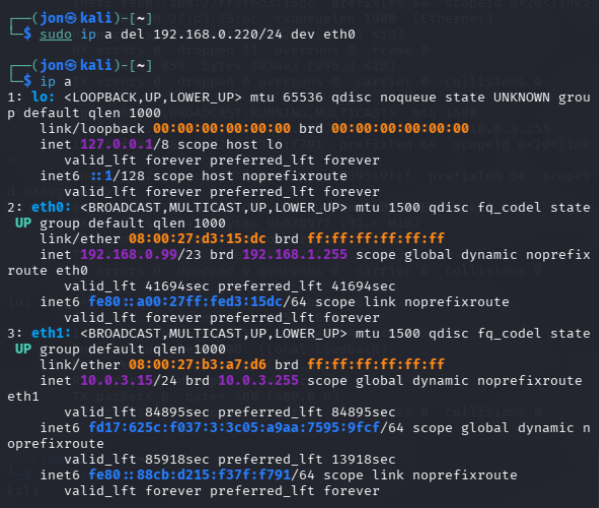 ┌──(jon㉿kali)-[~]
└─$ sudo ip a del 192.168.0.220/24 dev eth0
┌──(jon㉿kali)-[~]
└─$ ip a
1: lo: <LOOPBACK,UP,LOWER_UP> mtu 65536 qdisc noqueue state UNKNOWN grou
p default qlen 1000
    link/loopback 00:00:00:00:00:00 brd 00:00:00:00:00:00
    inet 127.0.0.1/8 scope host lo
       valid_lft forever preferred_lft forever
    inet6 ::1/128 scope host noprefixroute
       valid_lft forever preferred_lft forever
2: eth0: <BROADCAST,MULTICAST,UP,LOWER_UP> mtu 1500 qdisc fq_codel state
 UP group default qlen 1000
    link/ether 08:00:27:d3:15:dc brd ff:ff:ff:ff:ff:ff
    inet 192.168.0.99/23 brd 192.168.1.255 scope global dynamic noprefix
route eth0
       valid_lft 41694sec preferred_lft 41694sec
    inet6 fe80::a00:27ff:fed3:15dc/64 scope link noprefixroute
       valid_lft forever preferred_lft forever
3: eth1: <BROADCAST,MULTICAST,UP,LOWER_UP> mtu 1500 qdisc fq_codel state
 UP group default qlen 1000
    link/ether 08:00:27:b3:a7:d6 brd ff:ff:ff:ff:ff:ff
    inet 10.0.3.15/24 brd 10.0.3.255 scope global dynamic noprefixroute
eth1
       valid_lft 84895sec preferred_lft 84895sec
    inet6 fd17:625c:f037:3:3c05:a9aa:7595:9fcf/64 scope global dynamic n
oprefixroute
       valid_lft 85918sec preferred_lft 13918sec
    inet6 fe80::88cb:d215:f37f:f791/64 scope link noprefixroute
       valid_lft forever preferred_lft forever